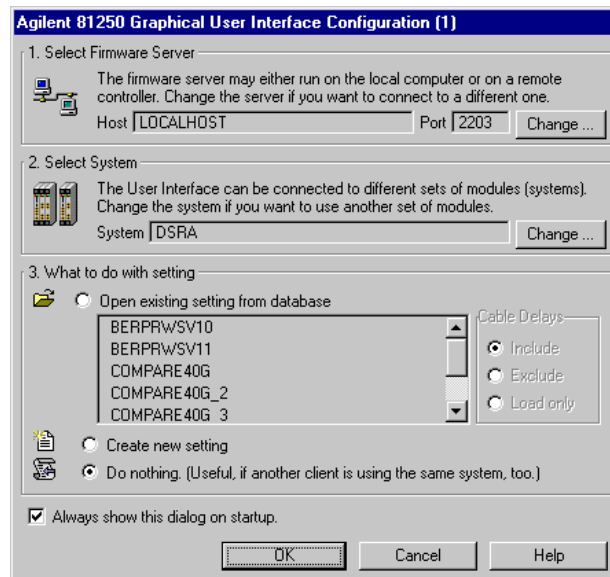 Agilent 81250 Graphical User Interface Configuration (1)
1. Select Firmware Server
The firmware server may either run on the local computer or on a remote
controller. Change the server if you want to connect to a different one.
Host LOCALHOST Port 2203 Change ...
2. Select System
The User Interface can be connected to different sets of modules (systems).
Change the system if you want to use another set of modules.
System DSRA Change ...
3. What to do with setting
Open existing setting from database
BERPRWSV10
BERPRWSV11
COMPARE40G
COMPARE40G_2
COMPARE40G_3
Cable Delays
Include
Exclude
Load only
Create new setting
Do nothing. (Useful, if another client is using the same system, too.)
Always show this dialog on startup.
OK Cancel Help